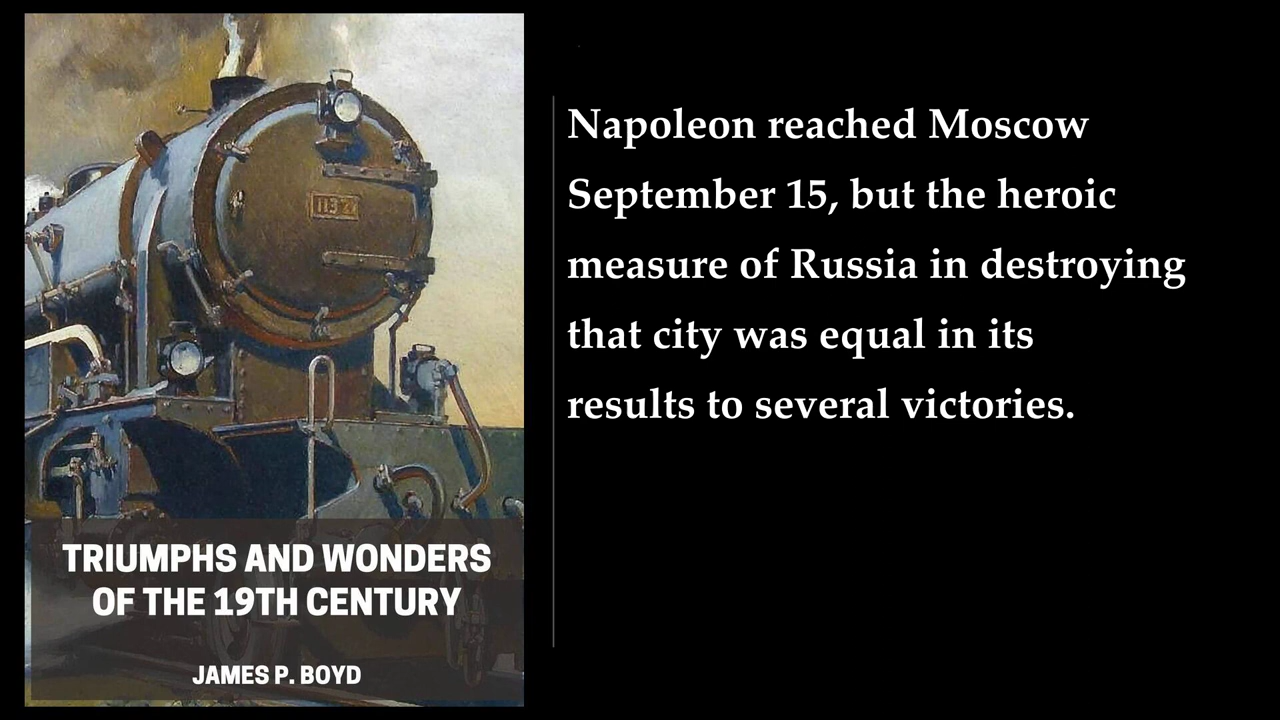 Napoleon reached Moscow
September 15, but the heroic
measure of Russia in destroying
that city was equal in its
results to several victories.
TRIUMPHS AND WONDERS
OF THE 19TH CENTURY
JAMES P. BOYD